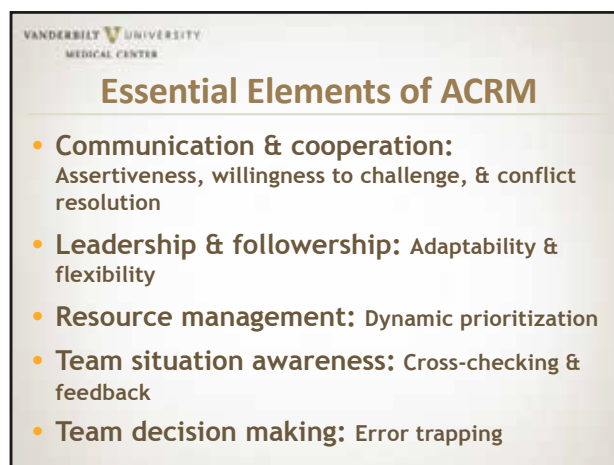 VANDERBILT V UNIVERSITY
MEDICAL CENTER
Essential Elements of ACRM
• Communication & cooperation:
Assertiveness, willingness to challenge, & conflict
resolution
• Leadership & followership: Adaptability &
flexibility
• Resource management: Dynamic prioritization
• Team situation awareness: Cross-checking &
feedback
• Team decision making: Error trapping